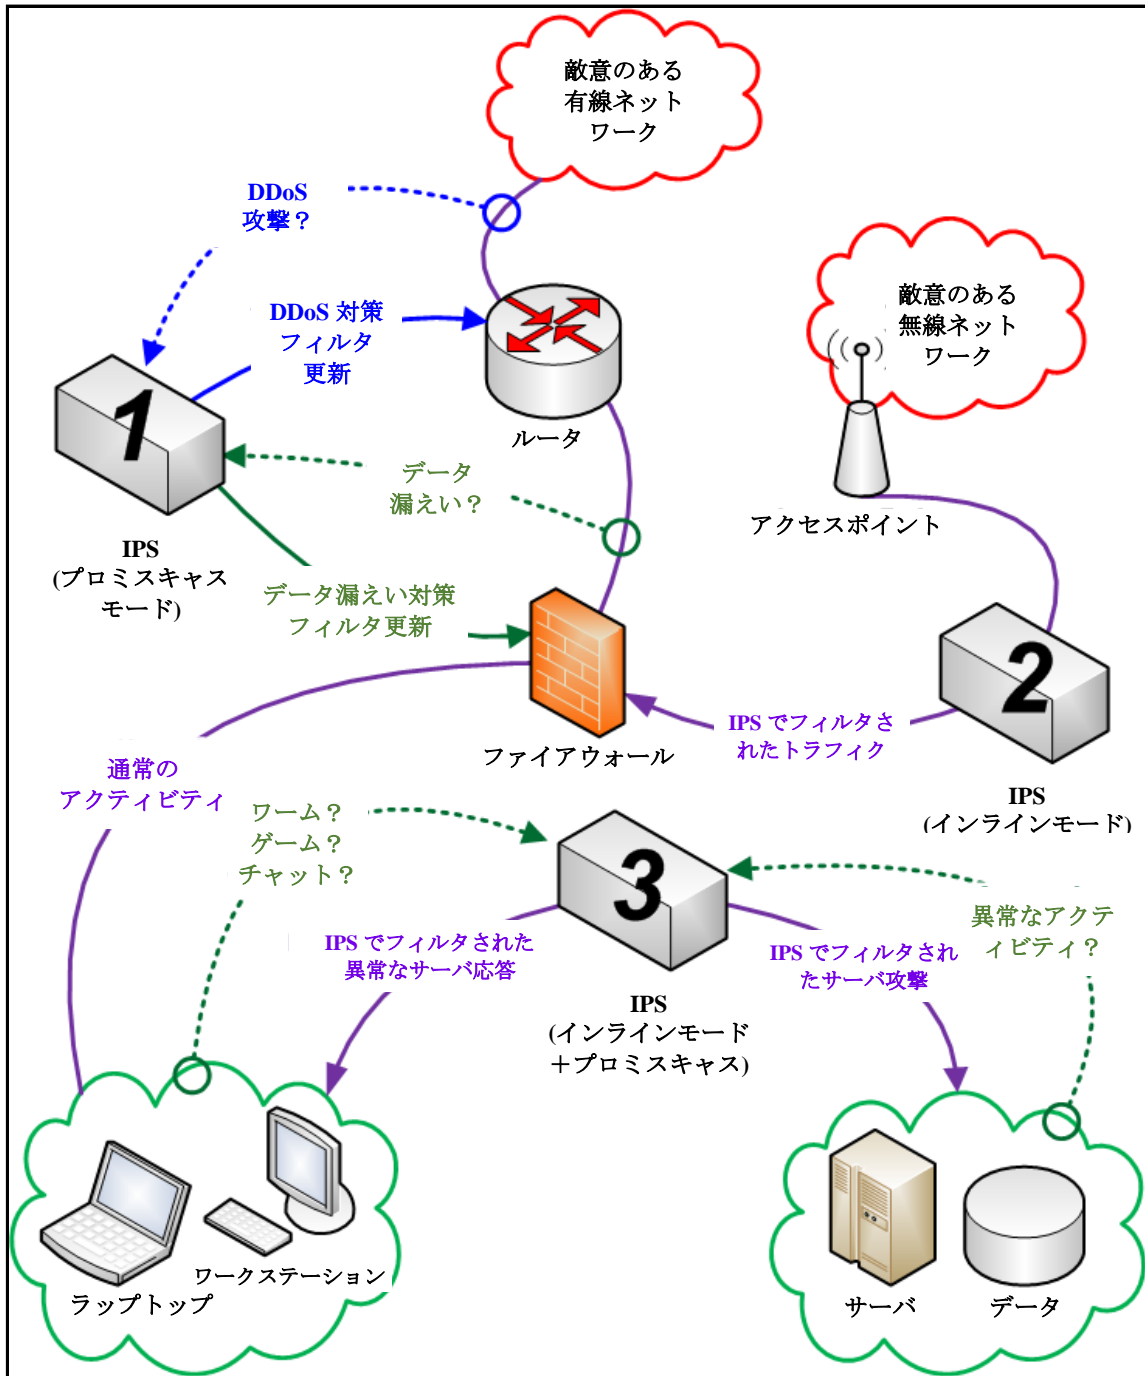 敵意のある
有線ネット
ワーク
DDoS
攻撃？
敵意のある
無線ネット
ワーク
DDoS 対策
フィルタ
更新
1
ルータ
データ
漏えい？
アクセスポイント
IPS
(プロミスキャス
モード)
データ漏えい対策
フィルタ更新
2
IPS でフィルタさ
れたトラフィク
ファイアウォール
通常の
アクティビティ
IPS
(インラインモード)
ワーム？
ゲーム？
チャット？
3
異常なアクテ
ィビティ？
IPS でフィルタされた
異常なサーバ応答
IPS でフィルタされ
たサーバ攻撃
IPS
(インラインモード
＋プロミスキャス)
ワークステーション
ラップトップ
サーバ
データ